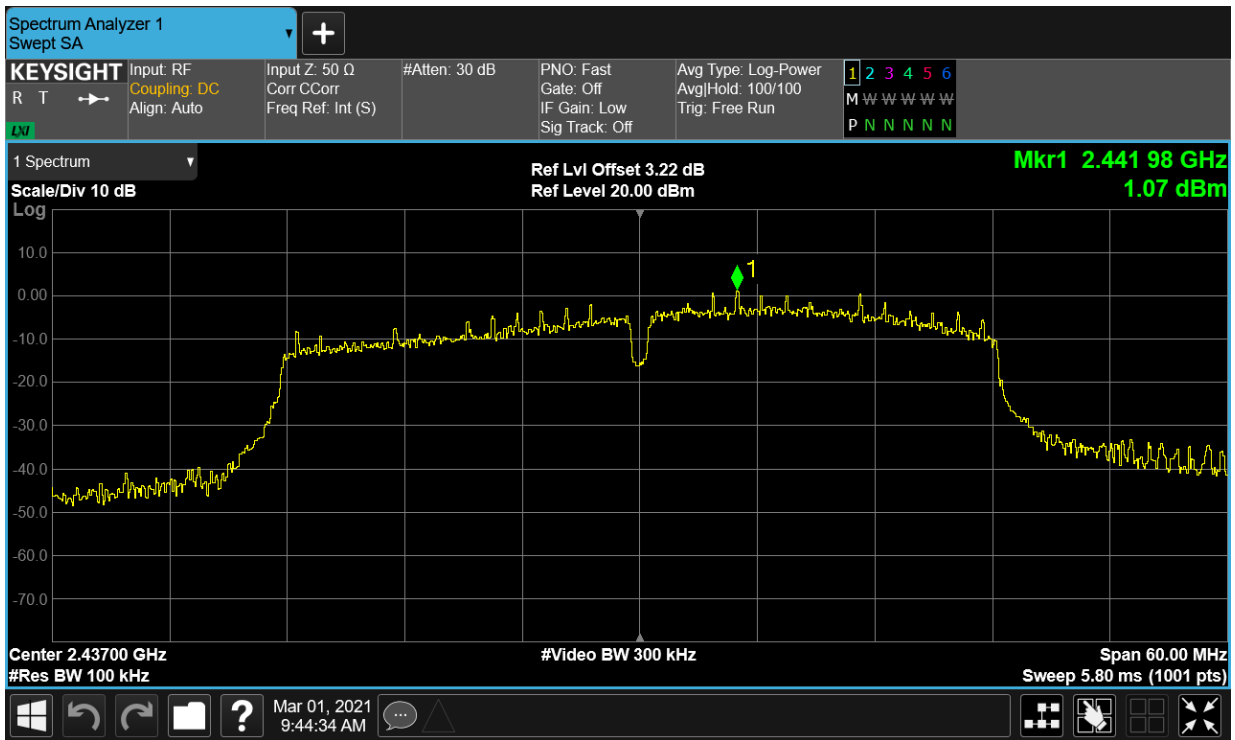 Spectrum Analyzer 1
Swept SA
KEYSIGHT
R T
LXI
Input: RF
Coupling: DC
Align: Auto
Input Z: 50 Ω
Corr CCorr
Freq Ref: Int (S)
#Atten: 30 dB
PNO: Fast
Gate: Off
IF Gain: Low
Sig Track: Off
Avg Type: Log-Power
Avg|Hold: 100/100
Trig: Free Run
1 2 3 4 5 6
M W W W W W
P N N N N N
1 Spectrum
Scale/Div 10 dB
Log
Ref Lvl Offset 3.22 dB
Ref Level 20.00 dBm
Mkr1 2.441 98 GHz
1.07 dBm
10.0
0.00
-10.0
-20.0
-30.0
-40.0
-50.0
-60.0
-70.0
1
Center 2.43700 GHz
#Res BW 100 kHz
#Video BW 300 kHz
Span 60.00 MHz
Sweep 5.80 ms (1001 pts)
?
Mar 01, 2021
9:44:34 AM